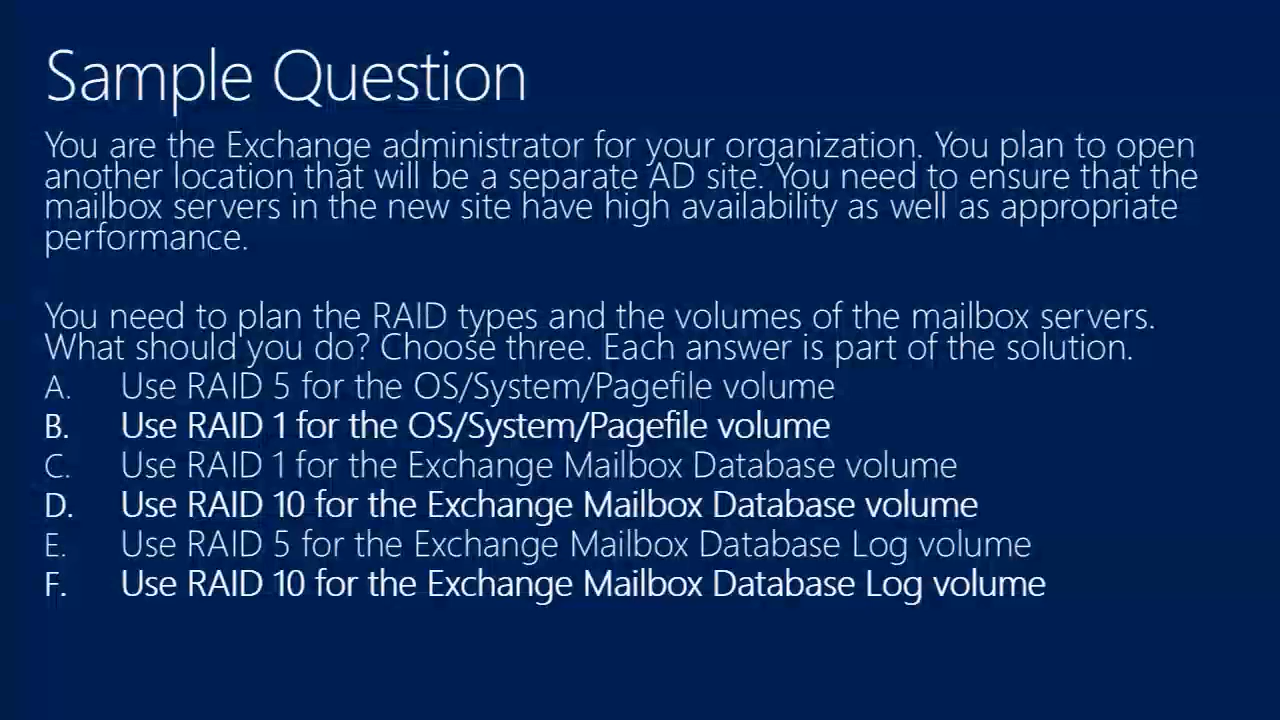 Sample Question
You are the Exchange administrator for your organization. You plan to open
another location that will be a separate AD site. You need to ensure that the
mailbox servers in the new site have high availability as well as appropriate
performance.
You need to plan the RAID types and the volumes of the mailbox servers.
What should you do? Choose three. Each answer is part of the solution.
A. Use RAID 5 for the OS/System/Pagefile volume
B. Use RAID 1 for the OS/System/Pagefile volume
C. Use RAID 1 for the Exchange Mailbox Database volume
D. Use RAID 10 for the Exchange Mailbox Database volume
E. Use RAID 5 for the Exchange Mailbox Database Log volume
F. Use RAID 10 for the Exchange Mailbox Database Log volume